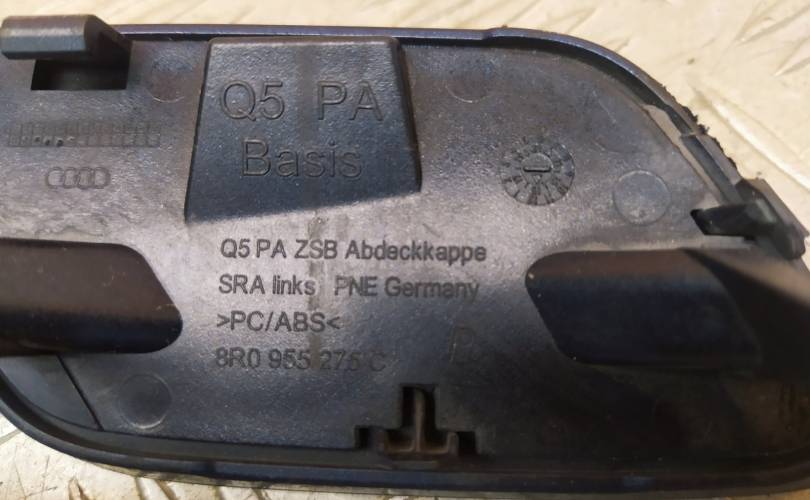 Q5 PA
Basis
Q5 PA ZSB Abdeckkappe
SRA links PNE Germany
>PC/ABS<
8R0 955 275 C